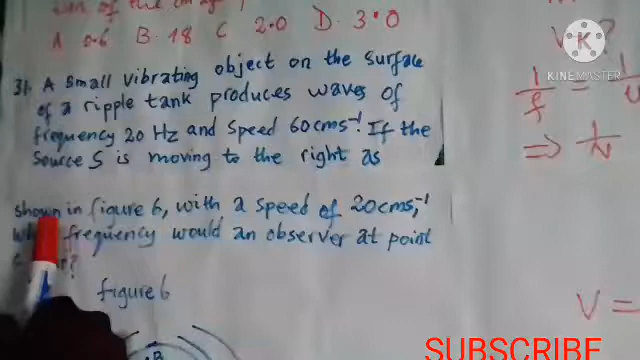 A 0.6 B. 18 C 2.0 D. 3.0
31. A small vibrating object on the surface
of a ripple tank produces waves of
frequency 20 Hz and speed 60cms⁻¹. If the
source S is moving to the right as
shown in figure 6, with a speed of 20cms,⁻¹
frequency would an observer at point
figure 6
B
V ?
1/f = 1/u
⇒ 1/v
V =
K
KINEMASTER
SUBSCRIBE